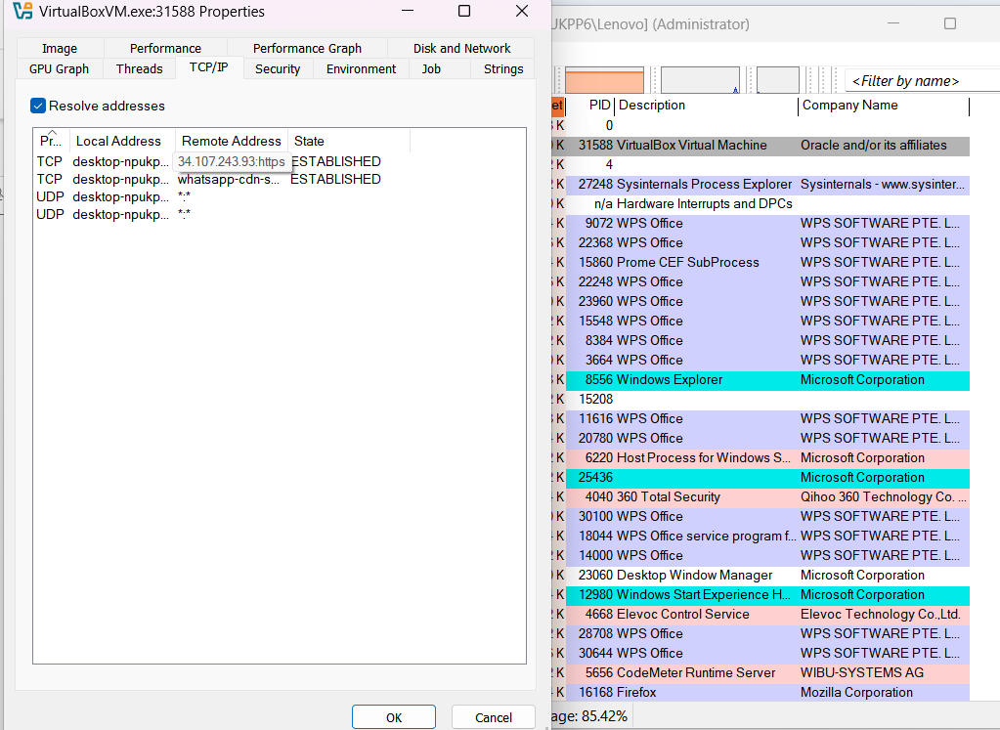 VirtualBoxVM.exe:31588 Properties
Image Performance Performance Graph Disk and Network
GPU Graph Threads TCP/IP Security Environment Job Strings
Resolve addresses
Pr... Local Address Remote Address State
TCP desktop-npukp... 34.107.243.93:https ESTABLISHED
TCP desktop-npukp... whatsapp-cdn-s... ESTABLISHED
UDP desktop-npukp... *:*
UDP desktop-npukp... *:*
OK Cancel
UKPP6\Lenovo] (Administrator)
<Filter by name>
et PID Description Company Name
K 0
K 31588 VirtualBox Virtual Machine Oracle and/or its affiliates
K 4
K 27248 Sysinternals Process Explorer Sysinternals - www.sysinter...
K n/a Hardware Interrupts and DPCs
K 9072 WPS Office WPS SOFTWARE PTE. L...
K 22368 WPS Office WPS SOFTWARE PTE. L...
K 15860 Prome CEF SubProcess WPS SOFTWARE PTE. L...
K 22248 WPS Office WPS SOFTWARE PTE. L...
K 23960 WPS Office WPS SOFTWARE PTE. L...
K 15548 WPS Office WPS SOFTWARE PTE. L...
K 8384 WPS Office WPS SOFTWARE PTE. L...
K 3664 WPS Office WPS SOFTWARE PTE. L...
K 8556 Windows Explorer Microsoft Corporation
K 15208
K 11616 WPS Office WPS SOFTWARE PTE. L...
K 20780 WPS Office WPS SOFTWARE PTE. L...
K 6220 Host Process for Windows S... Microsoft Corporation
K 25436 Microsoft Corporation
K 4040 360 Total Security Qihoo 360 Technology Co. ...
K 30100 WPS Office WPS SOFTWARE PTE. L...
K 18044 WPS Office service program f... WPS SOFTWARE PTE. L...
K 14000 WPS Office WPS SOFTWARE PTE. L...
K 23060 Desktop Window Manager Microsoft Corporation
K 12980 Windows Start Experience H... Microsoft Corporation
K 4668 Elevoc Control Service Elevoc Technology Co.,Ltd.
K 28708 WPS Office WPS SOFTWARE PTE. L...
K 30644 WPS Office WPS SOFTWARE PTE. L...
K 5656 CodeMeter Runtime Server WIBU-SYSTEMS AG
K 16168 Firefox Mozilla Corporation
age: 85.42%